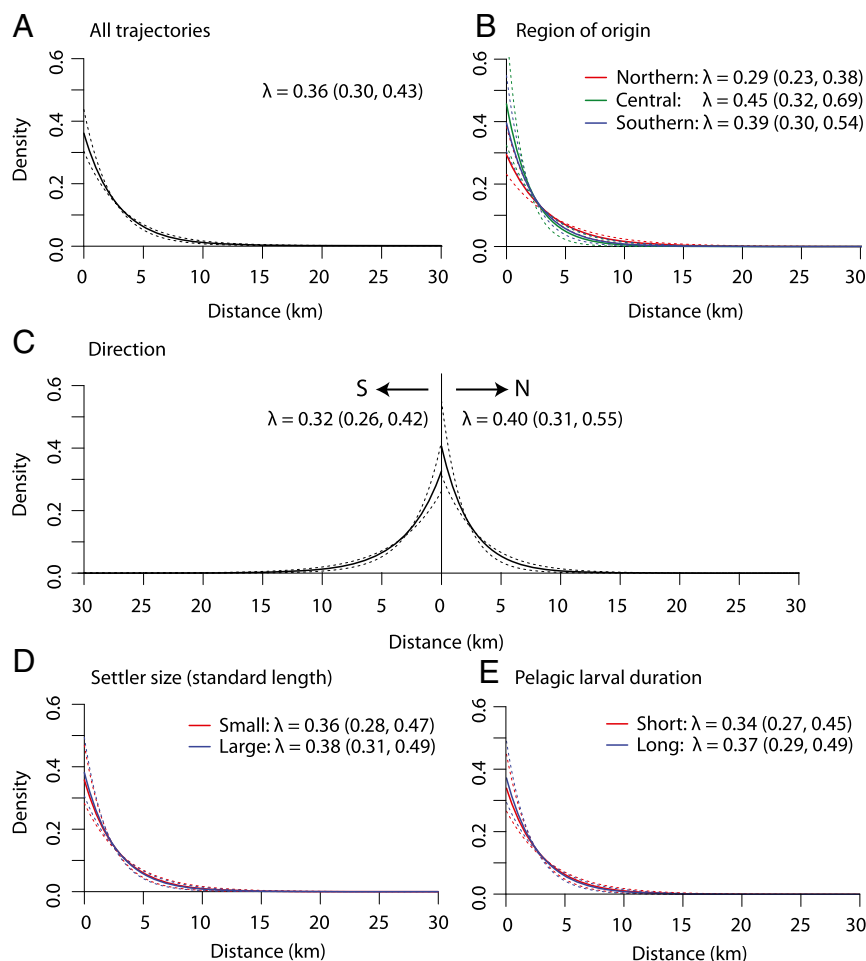 A
All trajectories
λ = 0.36 (0.30, 0.43)
Density
0.0
0.2
0.4
0.6
0
5
10
15
20
25
30
Distance (km)
B
Region of origin
Northern: λ = 0.29 (0.23, 0.38)
Central: λ = 0.45 (0.32, 0.69)
Southern: λ = 0.39 (0.30, 0.54)
0.0
0.2
0.4
0.6
0
5
10
15
20
25
30
Distance (km)
C
Direction
S
N
λ = 0.32 (0.26, 0.42)
λ = 0.40 (0.31, 0.55)
Density
0.0
0.2
0.4
0.6
30
25
20
15
10
5
0
5
10
15
20
25
30
Distance (km)
D
Settler size (standard length)
Small: λ = 0.36 (0.28, 0.47)
Large: λ = 0.38 (0.31, 0.49)
Density
0.0
0.2
0.4
0.6
0
5
10
15
20
25
30
Distance (km)
E
Pelagic larval duration
Short: λ = 0.34 (0.27, 0.45)
Long: λ = 0.37 (0.29, 0.49)
0.0
0.2
0.4
0.6
0
5
10
15
20
25
30
Distance (km)